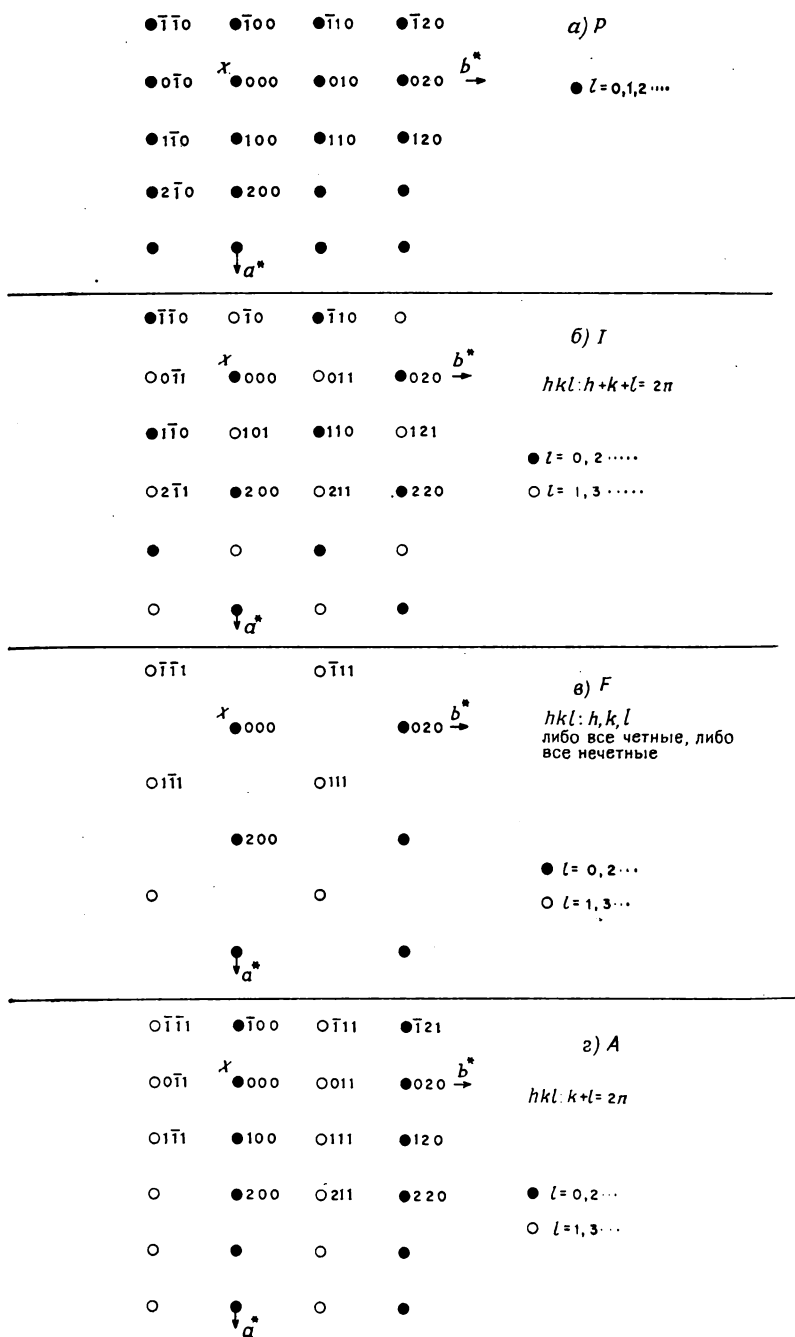 1̄1̄0 1̄00 1̄10 1̄20 а) P
x b*
01̄0 000 010 020 l = 0,1,2 ····
11̄0 100 110 120
21̄0 200
a*
1̄1̄0 1̄0 1̄10 б) I
x b*
01̄1 000 011 020 hkl: h+k+l = 2n
11̄0 101 110 121
l = 0, 2 ·····
21̄1 200 211 220 l = 1, 3 ·····
a*
1̄1̄1 1̄11
в) F
x b*
000 020 hkl: h, k, l
либо все четные, либо
все нечетные
11̄1 111
200
l = 0, 2 ···
l = 1, 3 ···
a*
1̄1̄1 1̄00 1̄11 1̄21
г) A
x b*
01̄1 000 011 020
hkl: k+l = 2n
11̄1 100 111 120
200 211 220 l = 0,2 ···
l = 1, 3 ···
a*